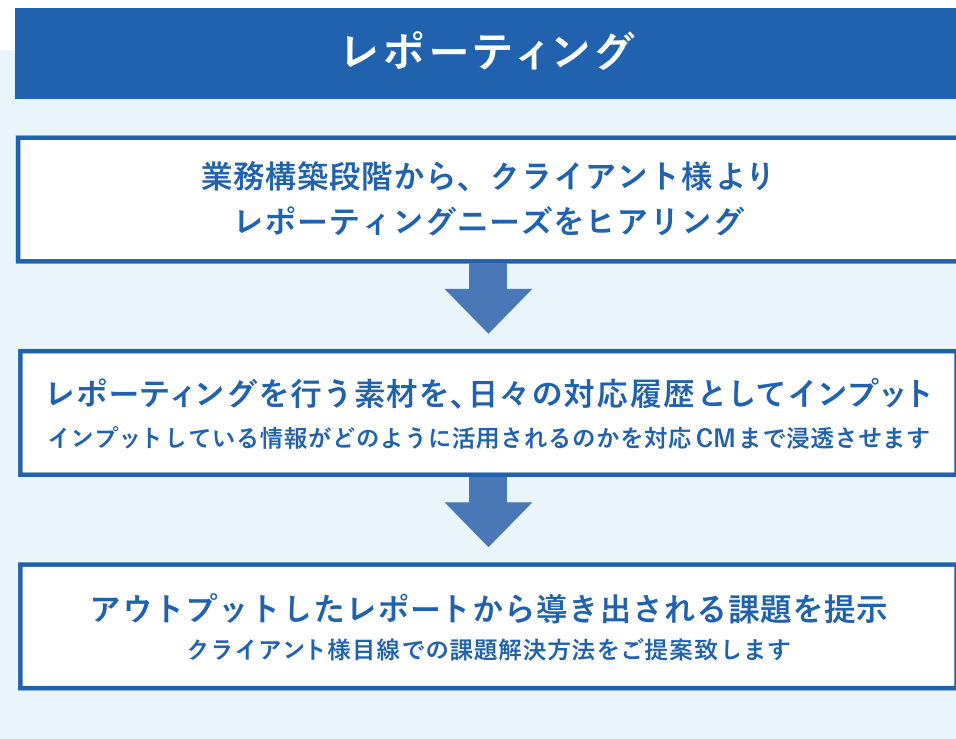 レポーティング
業務構築段階から、クライアント様より
レポーティングニーズをヒアリング
レポーティングを行う素材を、日々の対応履歴としてインプット
インプットしている情報がどのように活用されるのかを対応CMまで浸透させます
アウトプットしたレポートから導き出される課題を提示
クライアント様目線での課題解決方法をご提案致します